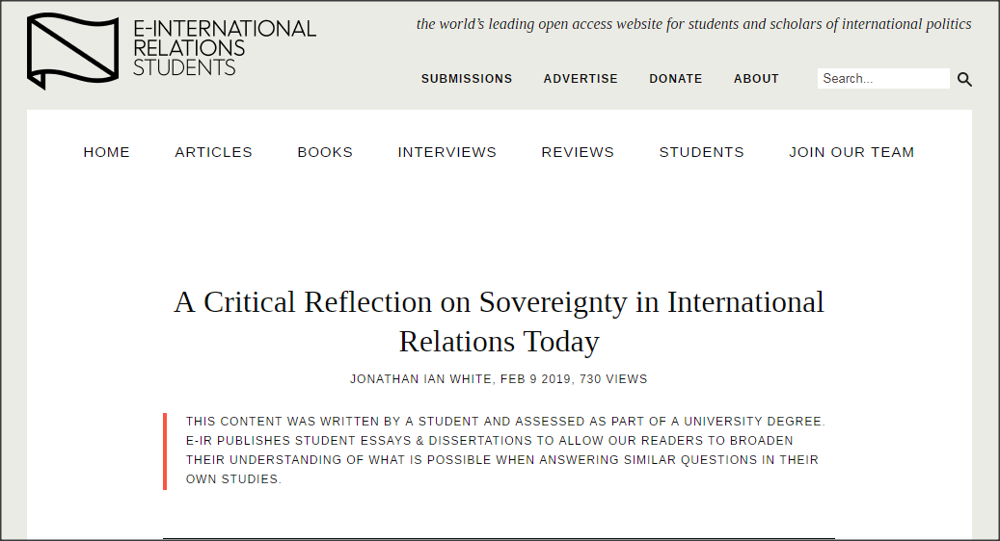 E-INTERNATIONAL
RELATIONS
STUDENTS
the world's leading open access website for students and scholars of international politics
SUBMISSIONS ADVERTISE DONATE ABOUT Search...
HOME ARTICLES BOOKS INTERVIEWS REVIEWS STUDENTS JOIN OUR TEAM
A Critical Reflection on Sovereignty in International
Relations Today
JONATHAN IAN WHITE, FEB 9 2019, 730 VIEWS
THIS CONTENT WAS WRITTEN BY A STUDENT AND ASSESSED AS PART OF A UNIVERSITY DEGREE.
E-IR PUBLISHES STUDENT ESSAYS & DISSERTATIONS TO ALLOW OUR READERS TO BROADEN
THEIR UNDERSTANDING OF WHAT IS POSSIBLE WHEN ANSWERING SIMILAR QUESTIONS IN THEIR
OWN STUDIES.